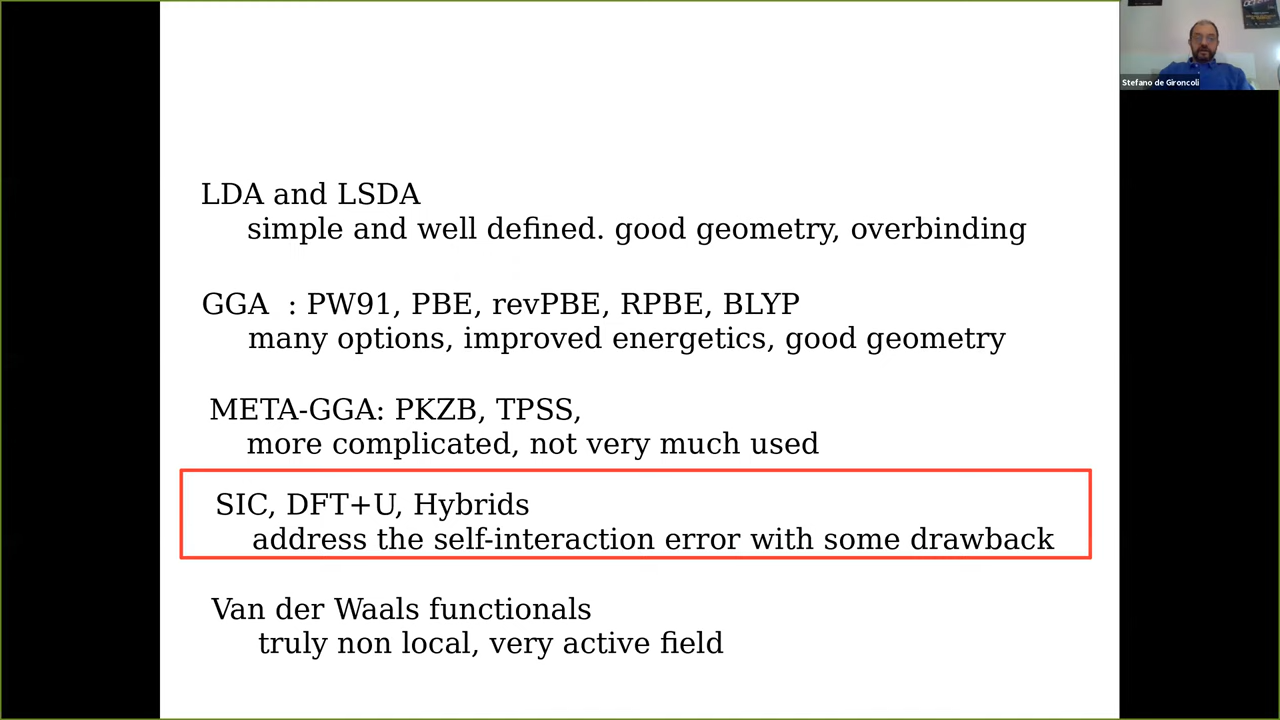 Stefano de Gironcoli
LDA and LSDA
simple and well defined. good geometry, overbinding
GGA : PW91, PBE, revPBE, RPBE, BLYP
many options, improved energetics, good geometry
META-GGA: PKZB, TPSS,
more complicated, not very much used
SIC, DFT+U, Hybrids
address the self-interaction error with some drawback
Van der Waals functionals
truly non local, very active field